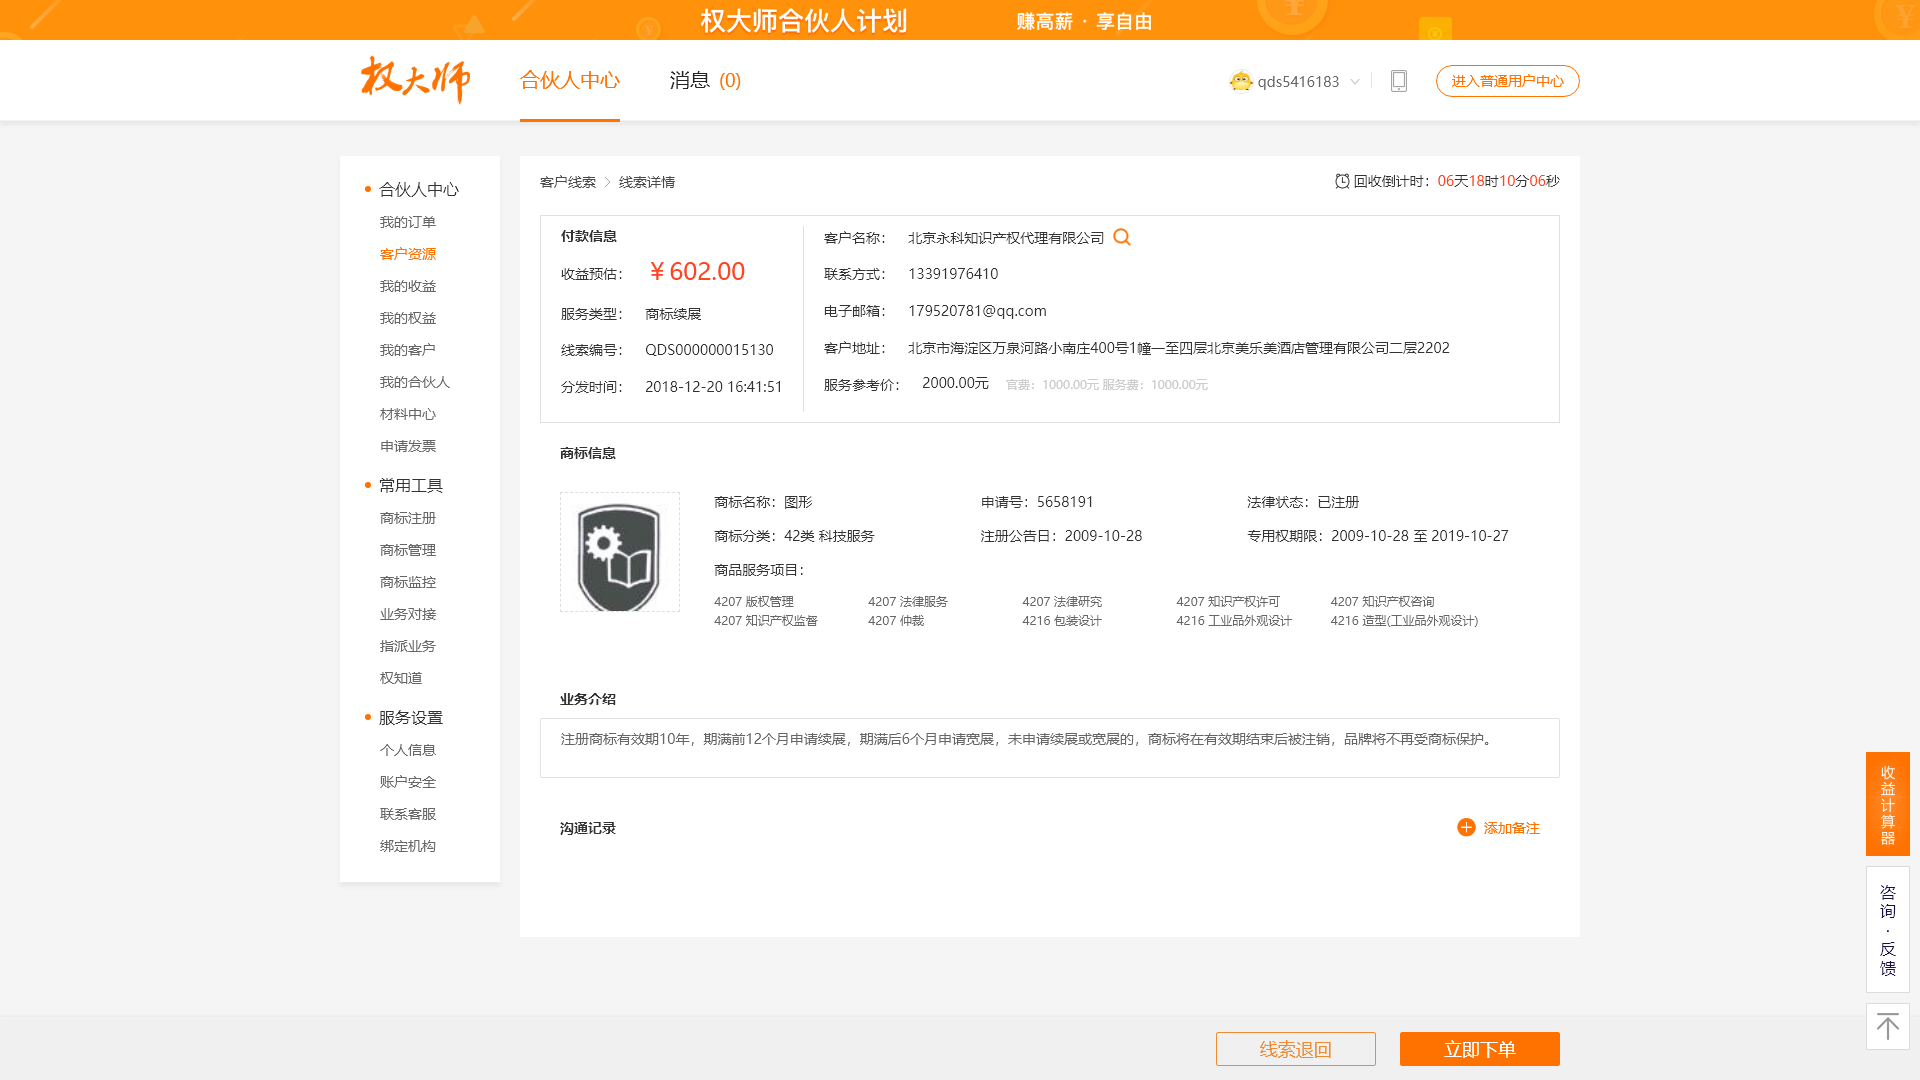 权大师合伙人计划 赚高薪 · 享自由
权大师 合伙人中心 消息 (0) qds5416183 进入普通用户中心
合伙人中心
我的订单
客户资源
我的收益
我的权益
我的客户
我的合伙人
材料中心
申请发票
常用工具
商标注册
商标管理
商标监控
业务对接
指派业务
权知道
服务设置
个人信息
账户安全
联系客服
绑定机构
客户线索 > 线索详情 回收倒计时：06天18时10分06秒
付款信息
收益预估： ￥602.00
服务类型： 商标续展
线索编号： QDS000000015130
分发时间： 2018-12-20 16:41:51
客户名称： 北京永科知识产权代理有限公司
联系方式： 13391976410
电子邮箱： 179520781@qq.com
客户地址： 北京市海淀区万泉河路小南庄400号1幢一至四层北京美乐美酒店管理有限公司二层2202
服务参考价： 2000.00元 官费：1000.00元 服务费：1000.00元
商标信息
商标名称：图形 申请号：5658191 法律状态：已注册
商标分类：42类 科技服务 注册公告日：2009-10-28 专用权期限：2009-10-28 至 2019-10-27
商品服务项目：
4207 版权管理 4207 法律服务 4207 法律研究 4207 知识产权许可 4207 知识产权咨询
4207 知识产权监督 4207 仲裁 4216 包装设计 4216 工业品外观设计 4216 造型(工业品外观设计)
业务介绍
注册商标有效期10年，期满前12个月申请续展，期满后6个月申请宽展，未申请续展或宽展的，商标将在有效期结束后被注销，品牌将不再受商标保护。
沟通记录 添加备注
收益计算器
咨询·反馈
线索退回 立即下单